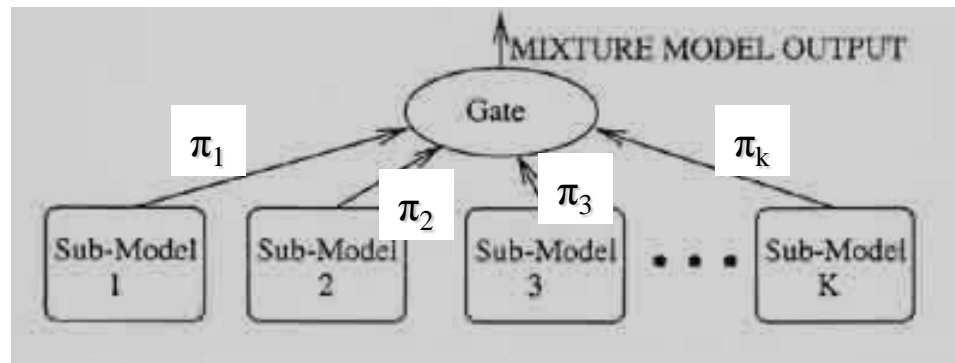 MIXTURE MODEL OUTPUT
Gate
π₁
πₖ
π₂
π₃
Sub-Model
1
Sub-Model
2
Sub-Model
3
• • •
Sub-Model
K